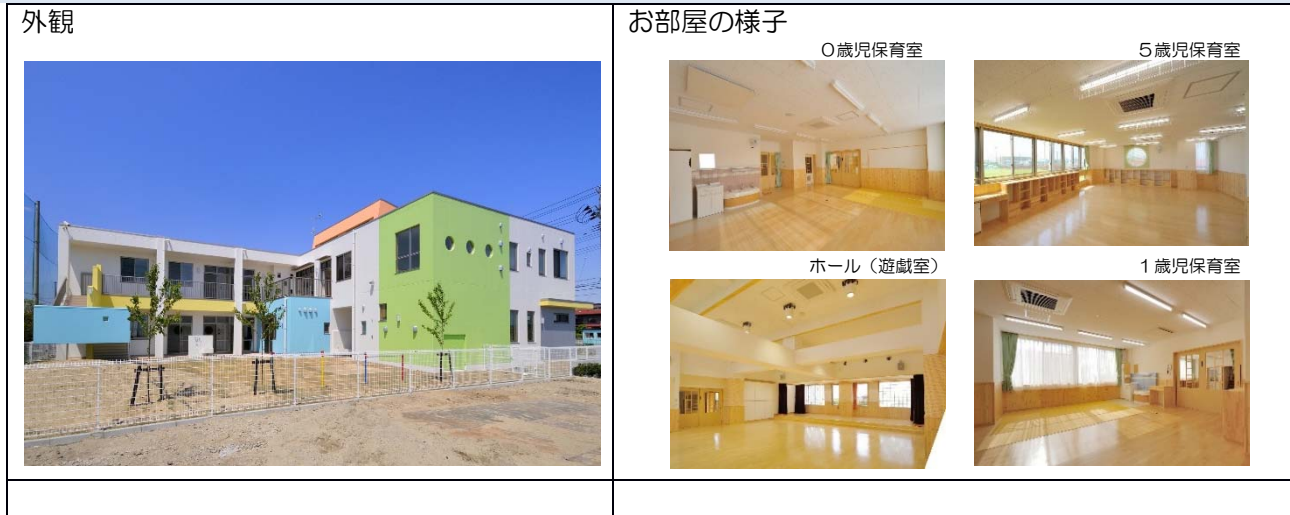 外観
お部屋の様子
０歳児保育室
５歳児保育室
ホール（遊戯室）
１歳児保育室